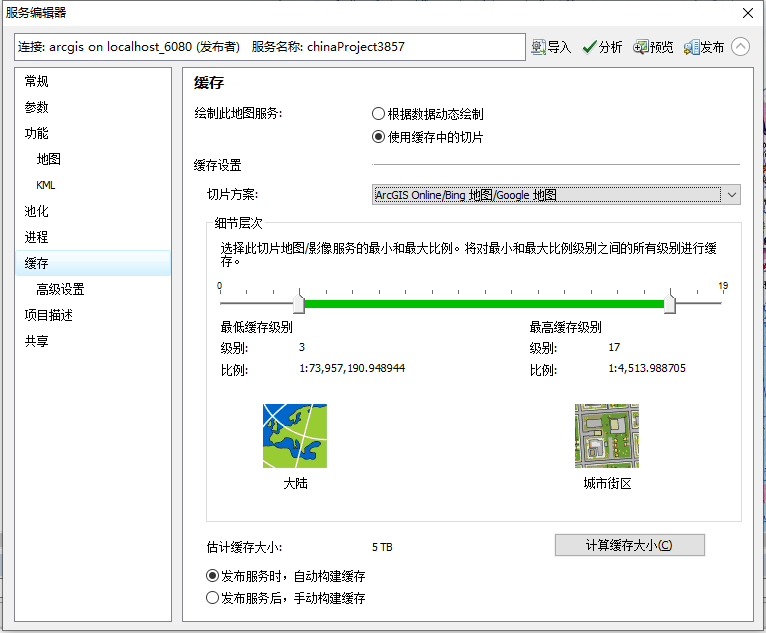 服务编辑器
连接: arcgis on localhost_6080 (发布者) 服务名称: chinaProject3857
导入 分析 预览 发布
常规
参数
功能
地图
KML
池化
进程
缓存
高级设置
项目描述
共享
缓存
绘制此地图服务:
根据数据动态绘制
使用缓存中的切片
缓存设置
切片方案: ArcGIS Online/Bing 地图/Google 地图
细节层次
选择此切片地图/影像服务的最小和最大比例。将对最小和最大比例级别之间的所有级别进行缓
存。
0 19
最低缓存级别 最高缓存级别
级别: 3 级别: 17
比例: 1:73,957,190.948944 比例: 1:4,513.988705
大陆 城市街区
估计缓存大小: 5 TB 计算缓存大小(C)
发布服务时，自动构建缓存
发布服务后，手动构建缓存